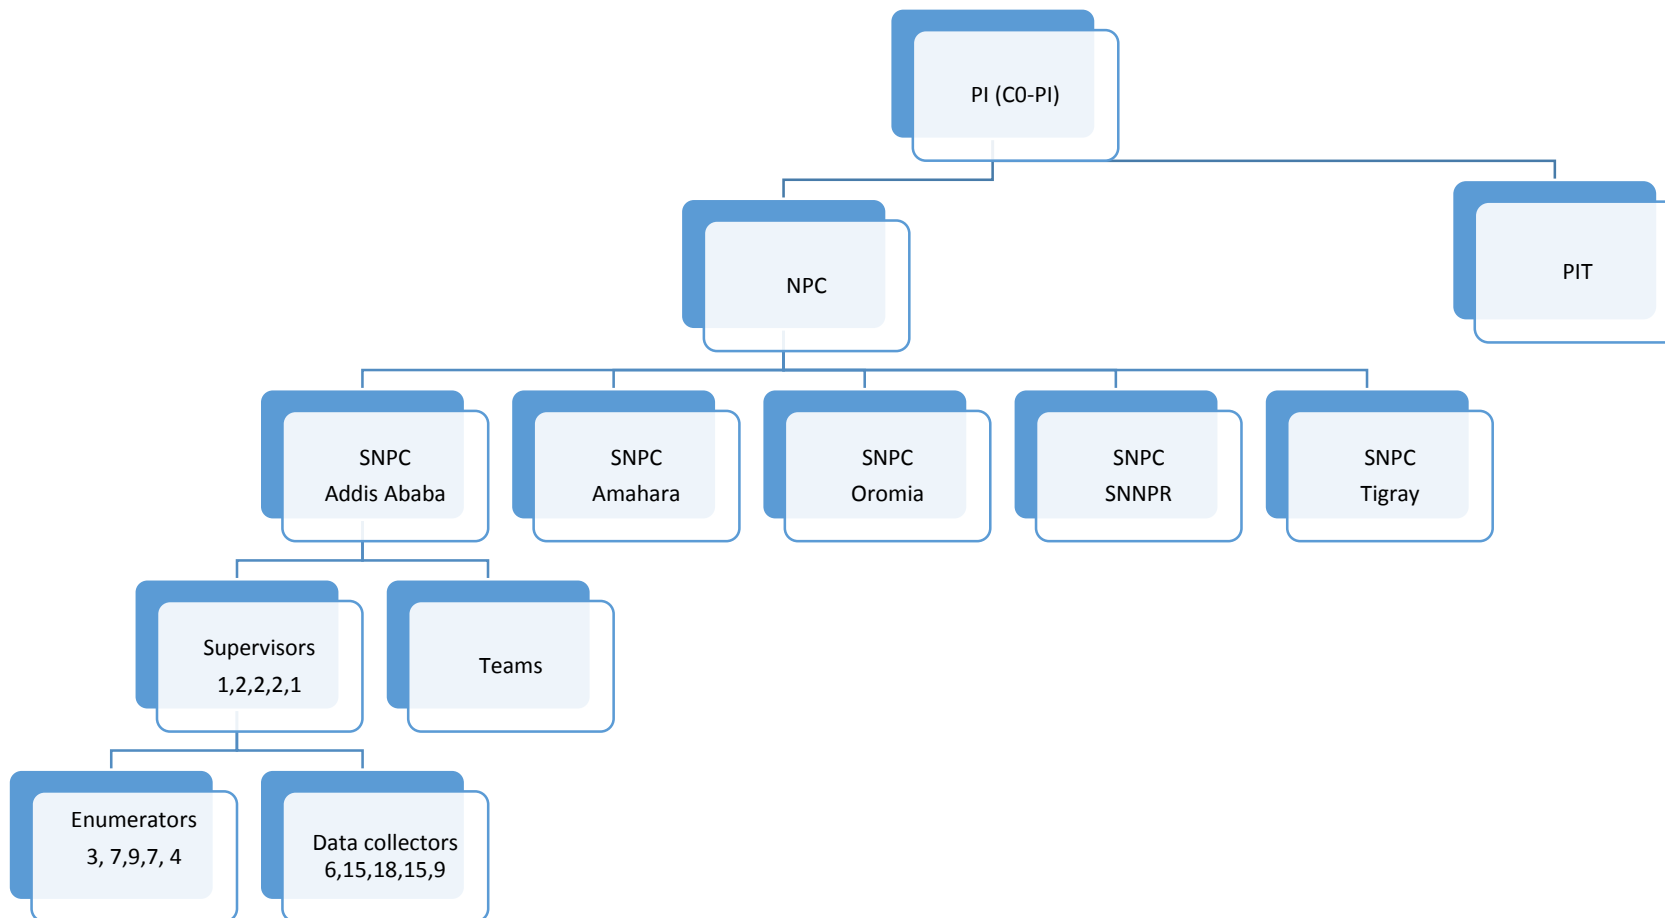 PI (C0-PI)
NPC
PIT
SNPC
Addis Ababa
SNPC
Amahara
SNPC
Oromia
SNPC
SNNPR
SNPC
Tigray
Supervisors
1,2,2,2,1
Teams
Enumerators
3, 7,9,7, 4
Data collectors
6,15,18,15,9